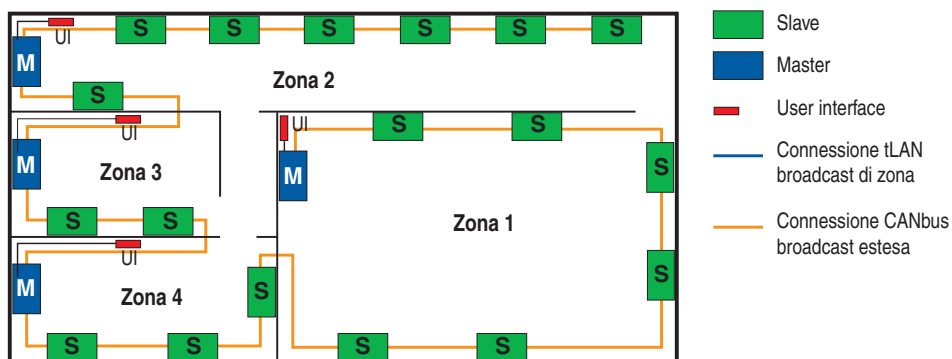 UI
S S S S S S
M
Zona 2
S
UI
M
Zona 3
S S
UI
M
Zona 4
S
S S
UI
S S
M
S
Zona 1
S
S S
Slave
Master
User interface
Connessione tLAN
broadcast di zona
Connessione CANbus
broadcast estesa